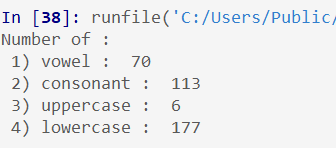 In [38]: runfile('C:/Users/Public/
Number of :
1) vowel :  70
2) consonant :  113
3) uppercase :  6
4) lowercase :  177